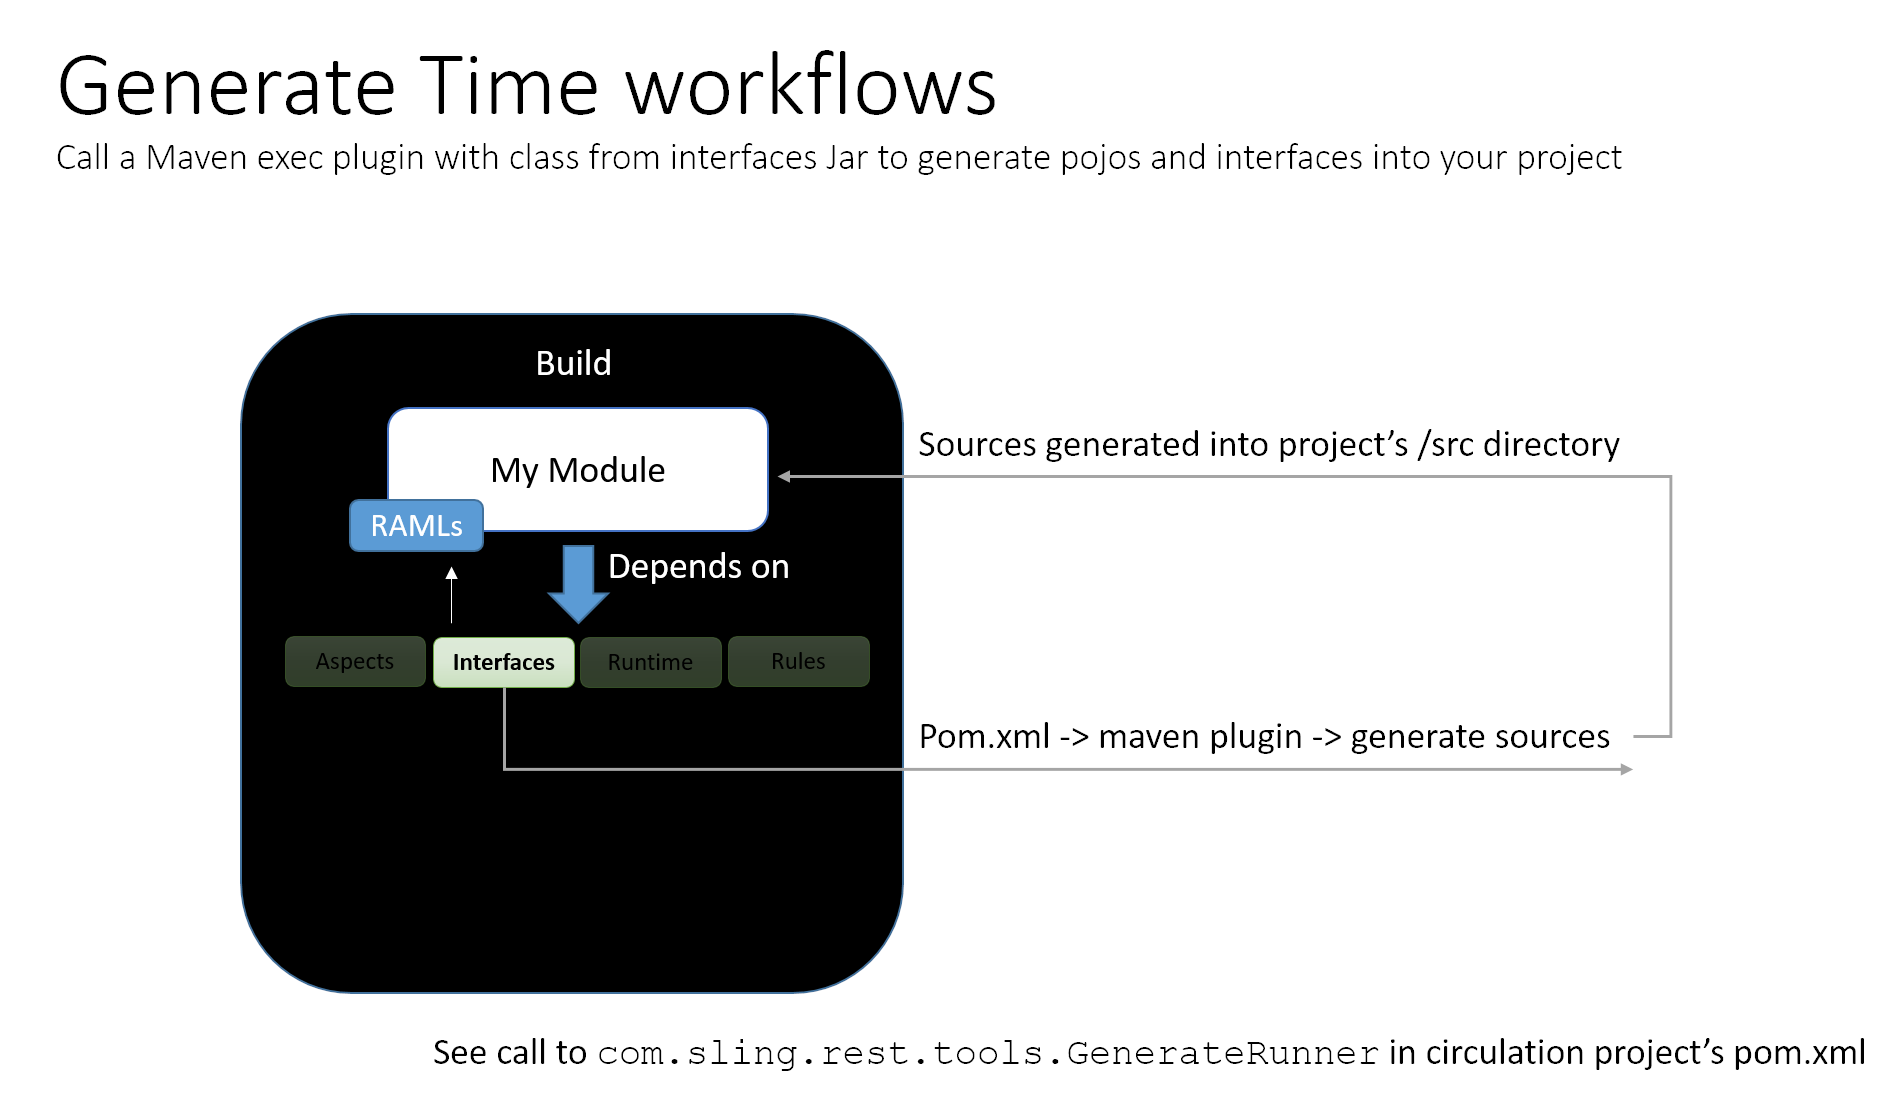 Generate Time workflows
Call a Maven exec plugin with class from interfaces Jar to generate pojos and interfaces into your project
Build
My Module
RAMLs
Sources generated into project’s /src directory
Depends on
Aspects
Interfaces
Runtime
Rules
Pom.xml -> maven plugin -> generate sources
See call to com.sling.rest.tools.GenerateRunner in circulation project’s pom.xml